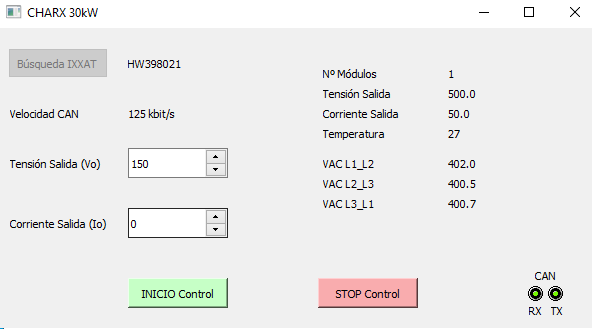 CHARX 30kW
Búsqueda IXXAT HW398021
Velocidad CAN 125 kbit/s
Tensión Salida (Vo) 150
Corriente Salida (Io) 0
INICIO Control
Nº Módulos 1
Tensión Salida 500.0
Corriente Salida 50.0
Temperatura 27
VAC L1_L2 402.0
VAC L2_L3 400.5
VAC L3_L1 400.7
STOP Control
CAN
RX TX